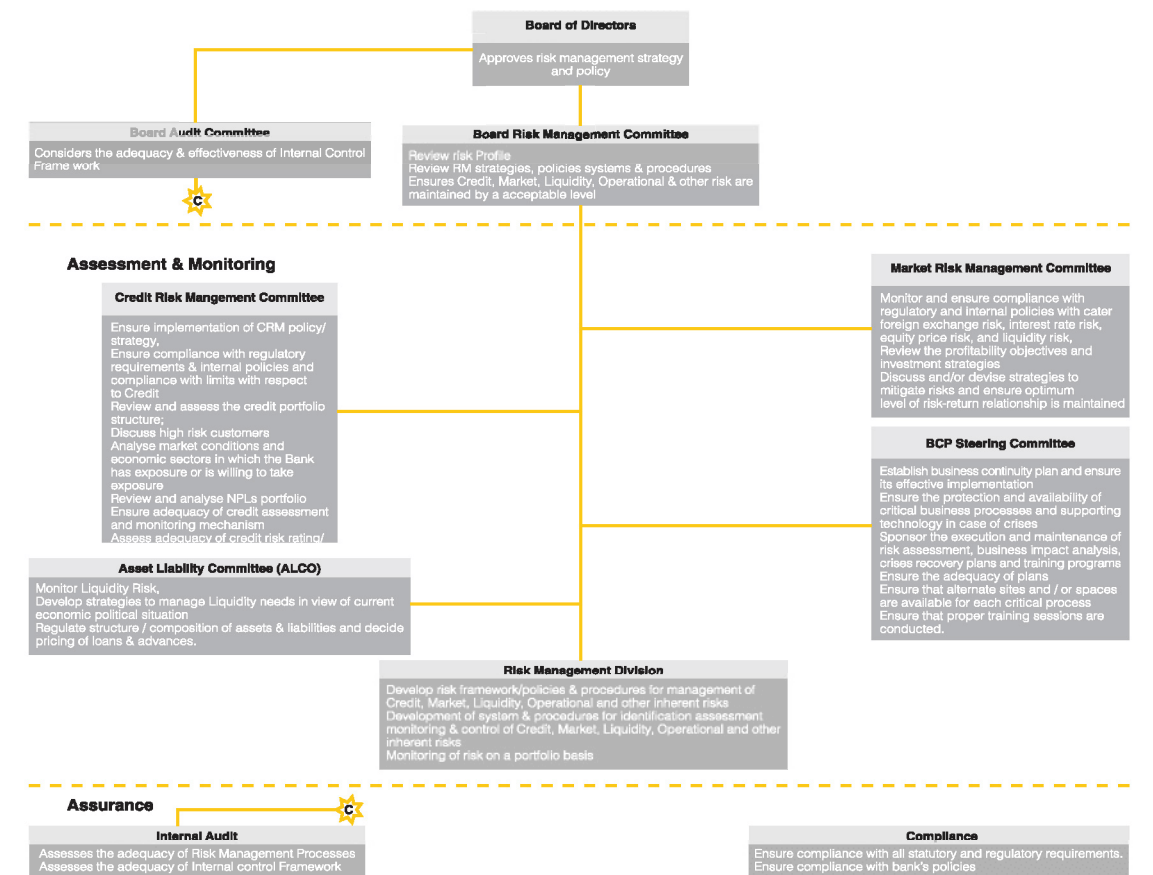 Board of Directors
Approves risk management strategy
and policy
Board Audit Committee
Considers the adequacy & effectiveness of Internal Control
Frame work
C
Board Risk Management Committee
Review risk Profile
Review RM strategies, policies systems & procedures
Ensures Credit, Market, Liquidity, Operational & other risk are
maintained by a acceptable level
Assessment & Monitoring
Credit Risk Mangement Committee
Ensure implementation of CRM policy/
strategy,
Ensure compliance with regulatory
requirements & internal policies and
compliance with limits with respect
to Credit
Review and assess the credit portfolio
structure;
Discuss high risk customers
Analyse market conditions and
economic sectors in which the Bank
has exposure or is willing to take
exposure
Review and analyse NPLs portfolio
Ensure adequacy of credit assessment
and monitoring mechanism
Assess adequacy of credit risk rating/
Market Risk Management Committee
Monitor and ensure compliance with
regulatory and internal policies with cater
foreign exchange risk, interest rate risk,
equity price risk, and liquidity risk,
Review the profitability objectives and
investment strategies
Discuss and/or devise strategies to
mitigate risks and ensure optimum
level of risk-return relationship is maintained
BCP Steering Committee
Establish business continuity plan and ensure
its effective implementation
Ensure the protection and availability of
critical business processes and supporting
technology in case of crises
Sponsor the execution and maintenance of
risk assessment, business impact analysis,
crises recovery plans and training programs
Ensure the adequacy of plans
Ensure that alternate sites and / or spaces
are available for each critical process
Ensure that proper training sessions are
conducted.
Asset Liability Committee (ALCO)
Monitor Liquidity Risk,
Develop strategies to manage Liquidity needs in view of current
economic political situation
Regulate structure / composition of assets & liabilities and decide
pricing of loans & advances.
Risk Management Division
Develop risk framework/policies & procedures for management of
Credit, Market, Liquidity, Operational and other inherent risks
Development of system & procedures for identification assessment
monitoring & control of Credit, Market, Liquidity, Operational and other
inherent risks
Monitoring of risk on a portfolio basis
Assurance
C
Internal Audit
Assesses the adequacy of Risk Management Processes
Assesses the adequacy of Internal control Framework
Compliance
Ensure compliance with all statutory and regulatory requirements.
Ensure compliance with bank's policies